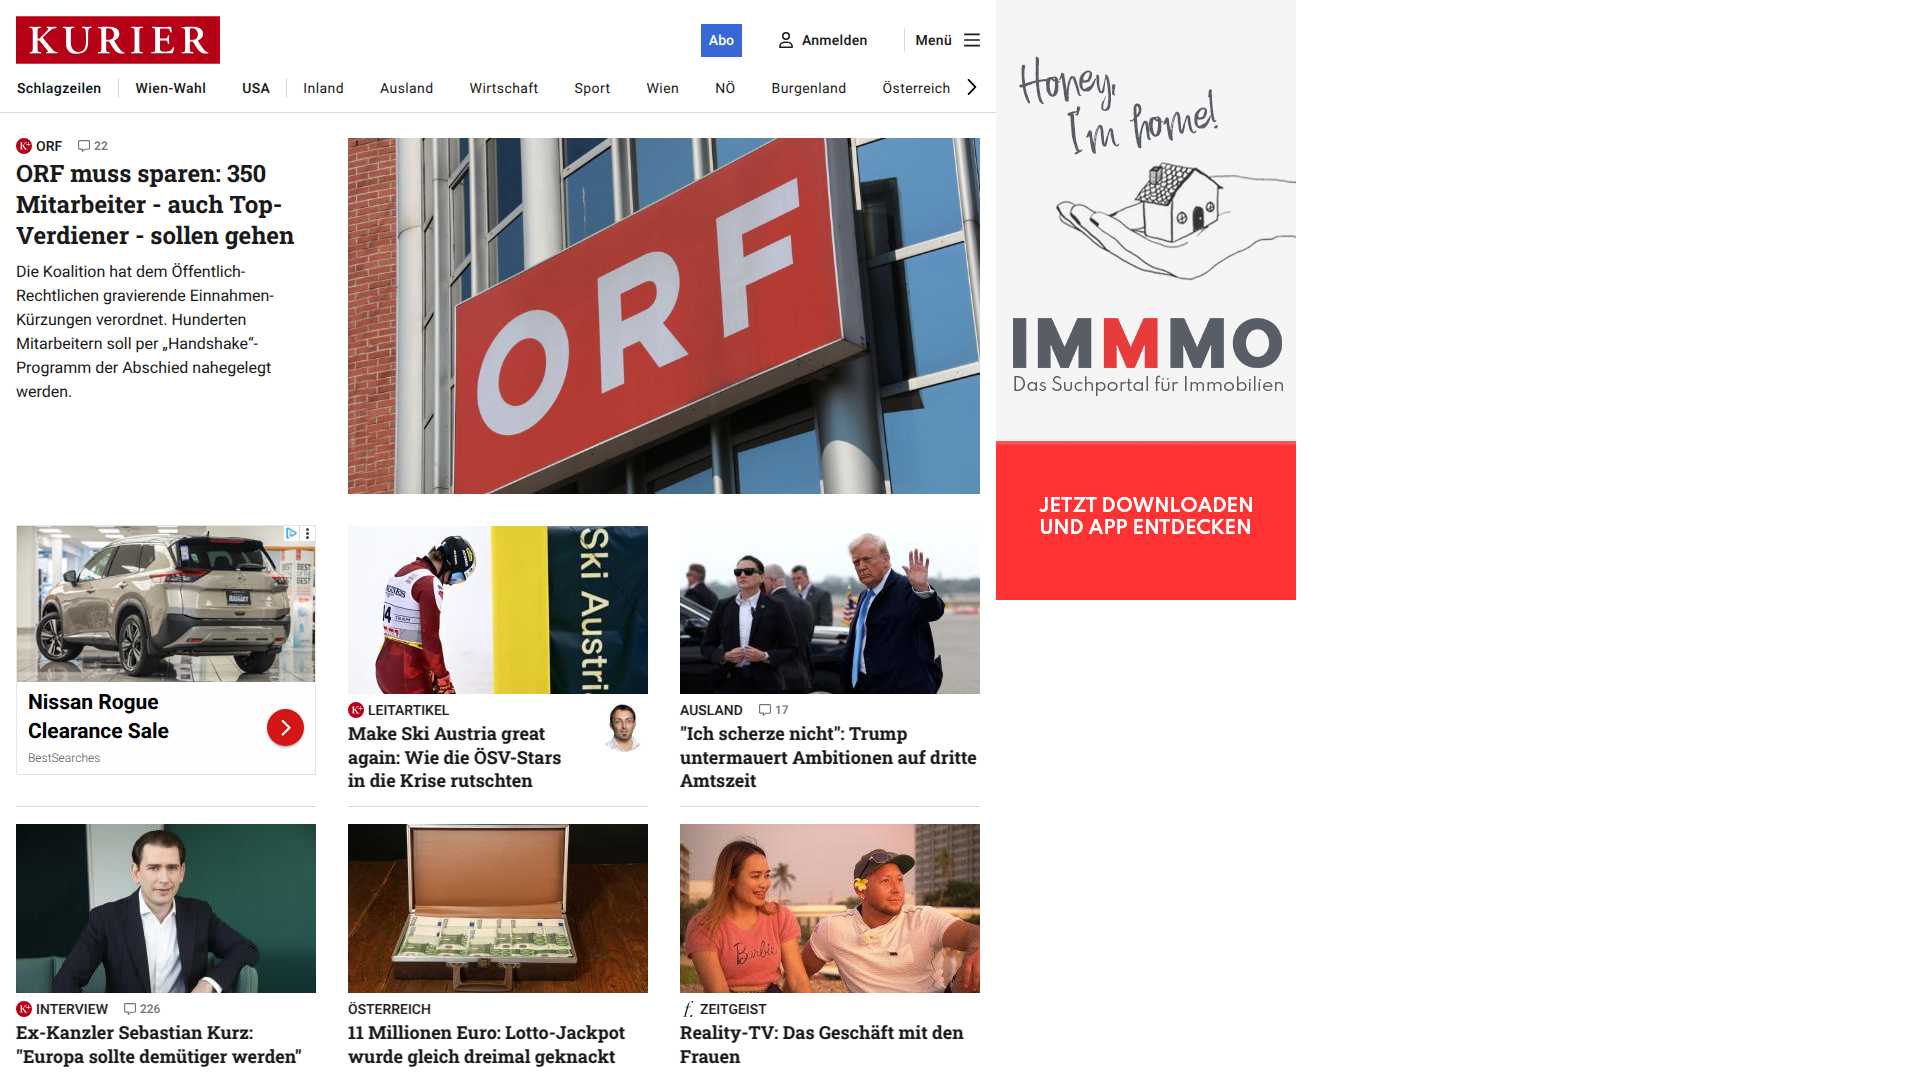 KURIER
Abo
Anmelden
Menü
Schlagzeilen
Wien-Wahl
USA
Inland
Ausland
Wirtschaft
Sport
Wien
NÖ
Burgenland
Österreich
K+ ORF 22
ORF muss sparen: 350
Mitarbeiter - auch Top-
Verdiener - sollen gehen
Die Koalition hat dem Öffentlich-
Rechtlichen gravierende Einnahmen-
Kürzungen verordnet. Hunderten
Mitarbeitern soll per „Handshake“-
Programm der Abschied nahegelegt
werden.
ORF
Honey,
I'm home!
IMMMO
Das Suchportal für Immobilien
JETZT DOWNLOADEN
UND APP ENTDECKEN
Nissan Rogue
Clearance Sale
BestSearches
Ski Austri
K+ LEITARTIKEL
Make Ski Austria great
again: Wie die ÖSV-Stars
in die Krise rutschten
AUSLAND 17
"Ich scherze nicht": Trump
untermauert Ambitionen auf dritte
Amtszeit
K+ INTERVIEW 226
Ex-Kanzler Sebastian Kurz:
"Europa sollte demütiger werden"
ÖSTERREICH
11 Millionen Euro: Lotto-Jackpot
wurde gleich dreimal geknackt
Barbie
f. ZEITGEIST
Reality-TV: Das Geschäft mit den
Frauen